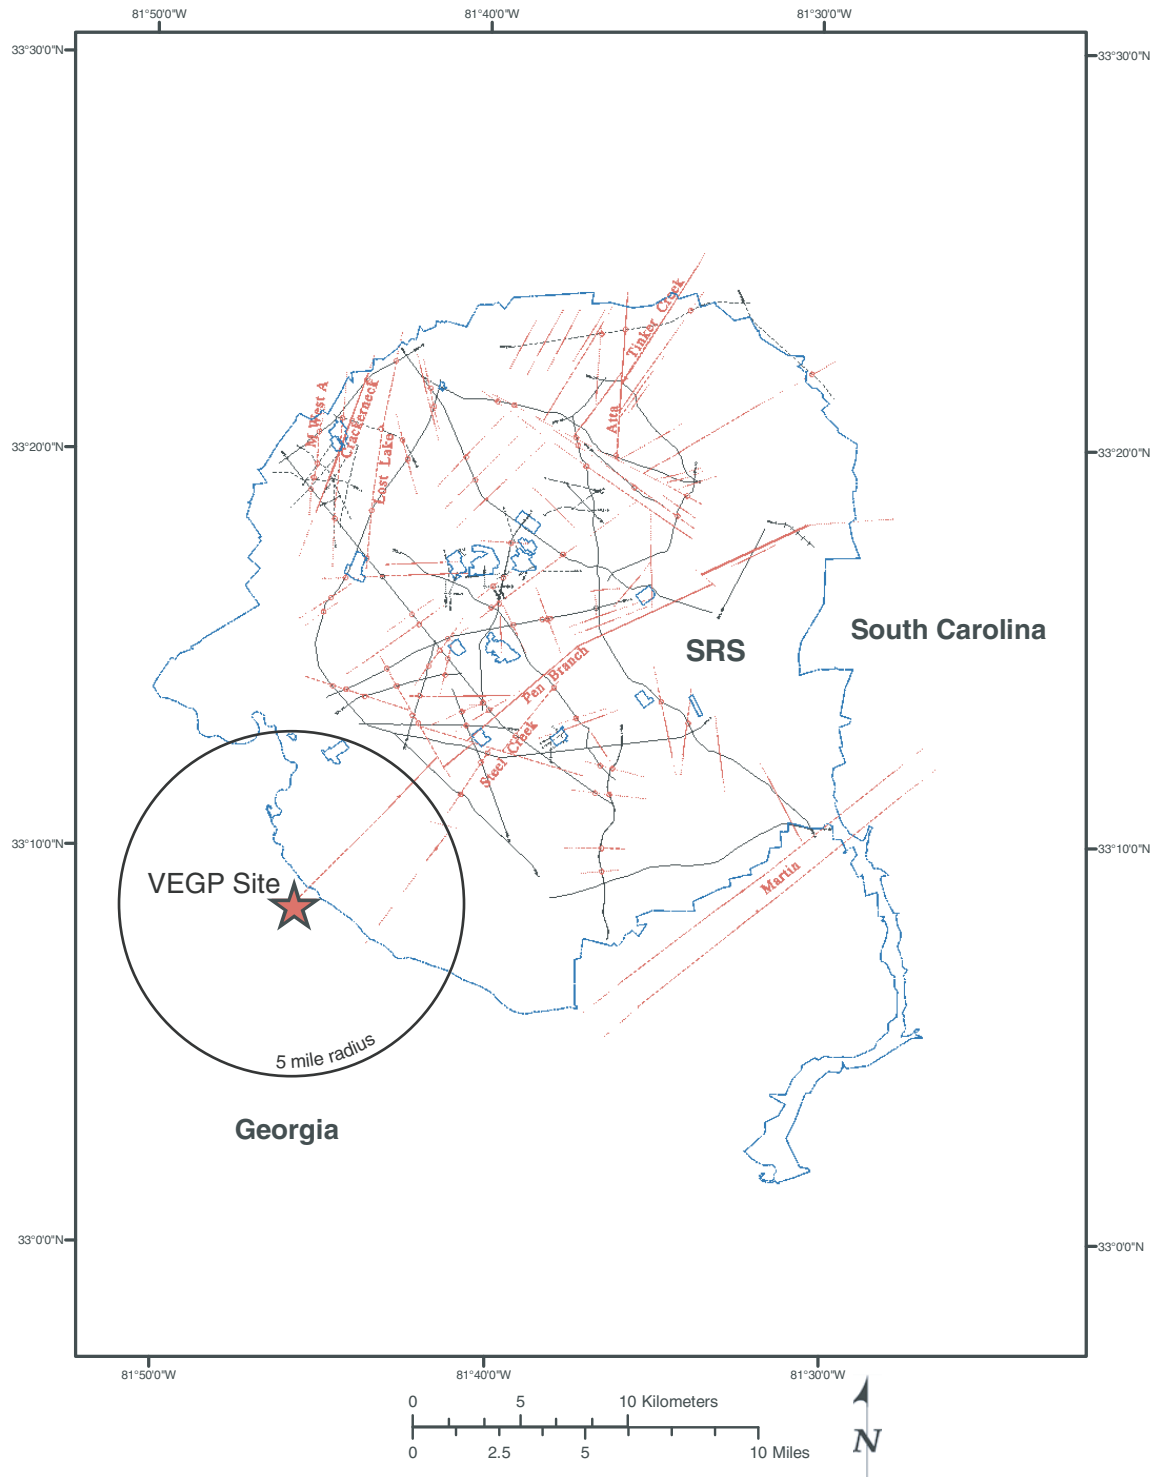 81°50'0"W 81°40'0"W 81°30'0"W
33°30'0"N 33°30'0"N
Tinker Creek
M West A
Crackerneck
Atta
Lost Lake
33°20'0"N 33°20'0"N
South Carolina
SRS
Pen Branch
Steel Creek
33°10'0"N 33°10'0"N
VEGP Site
Martin
5 mile radius
Georgia
33°0'0"N 33°0'0"N
81°50'0"W 81°40'0"W 81°30'0"W
0 5 10 Kilometers
0 2.5 5 10 Miles
N